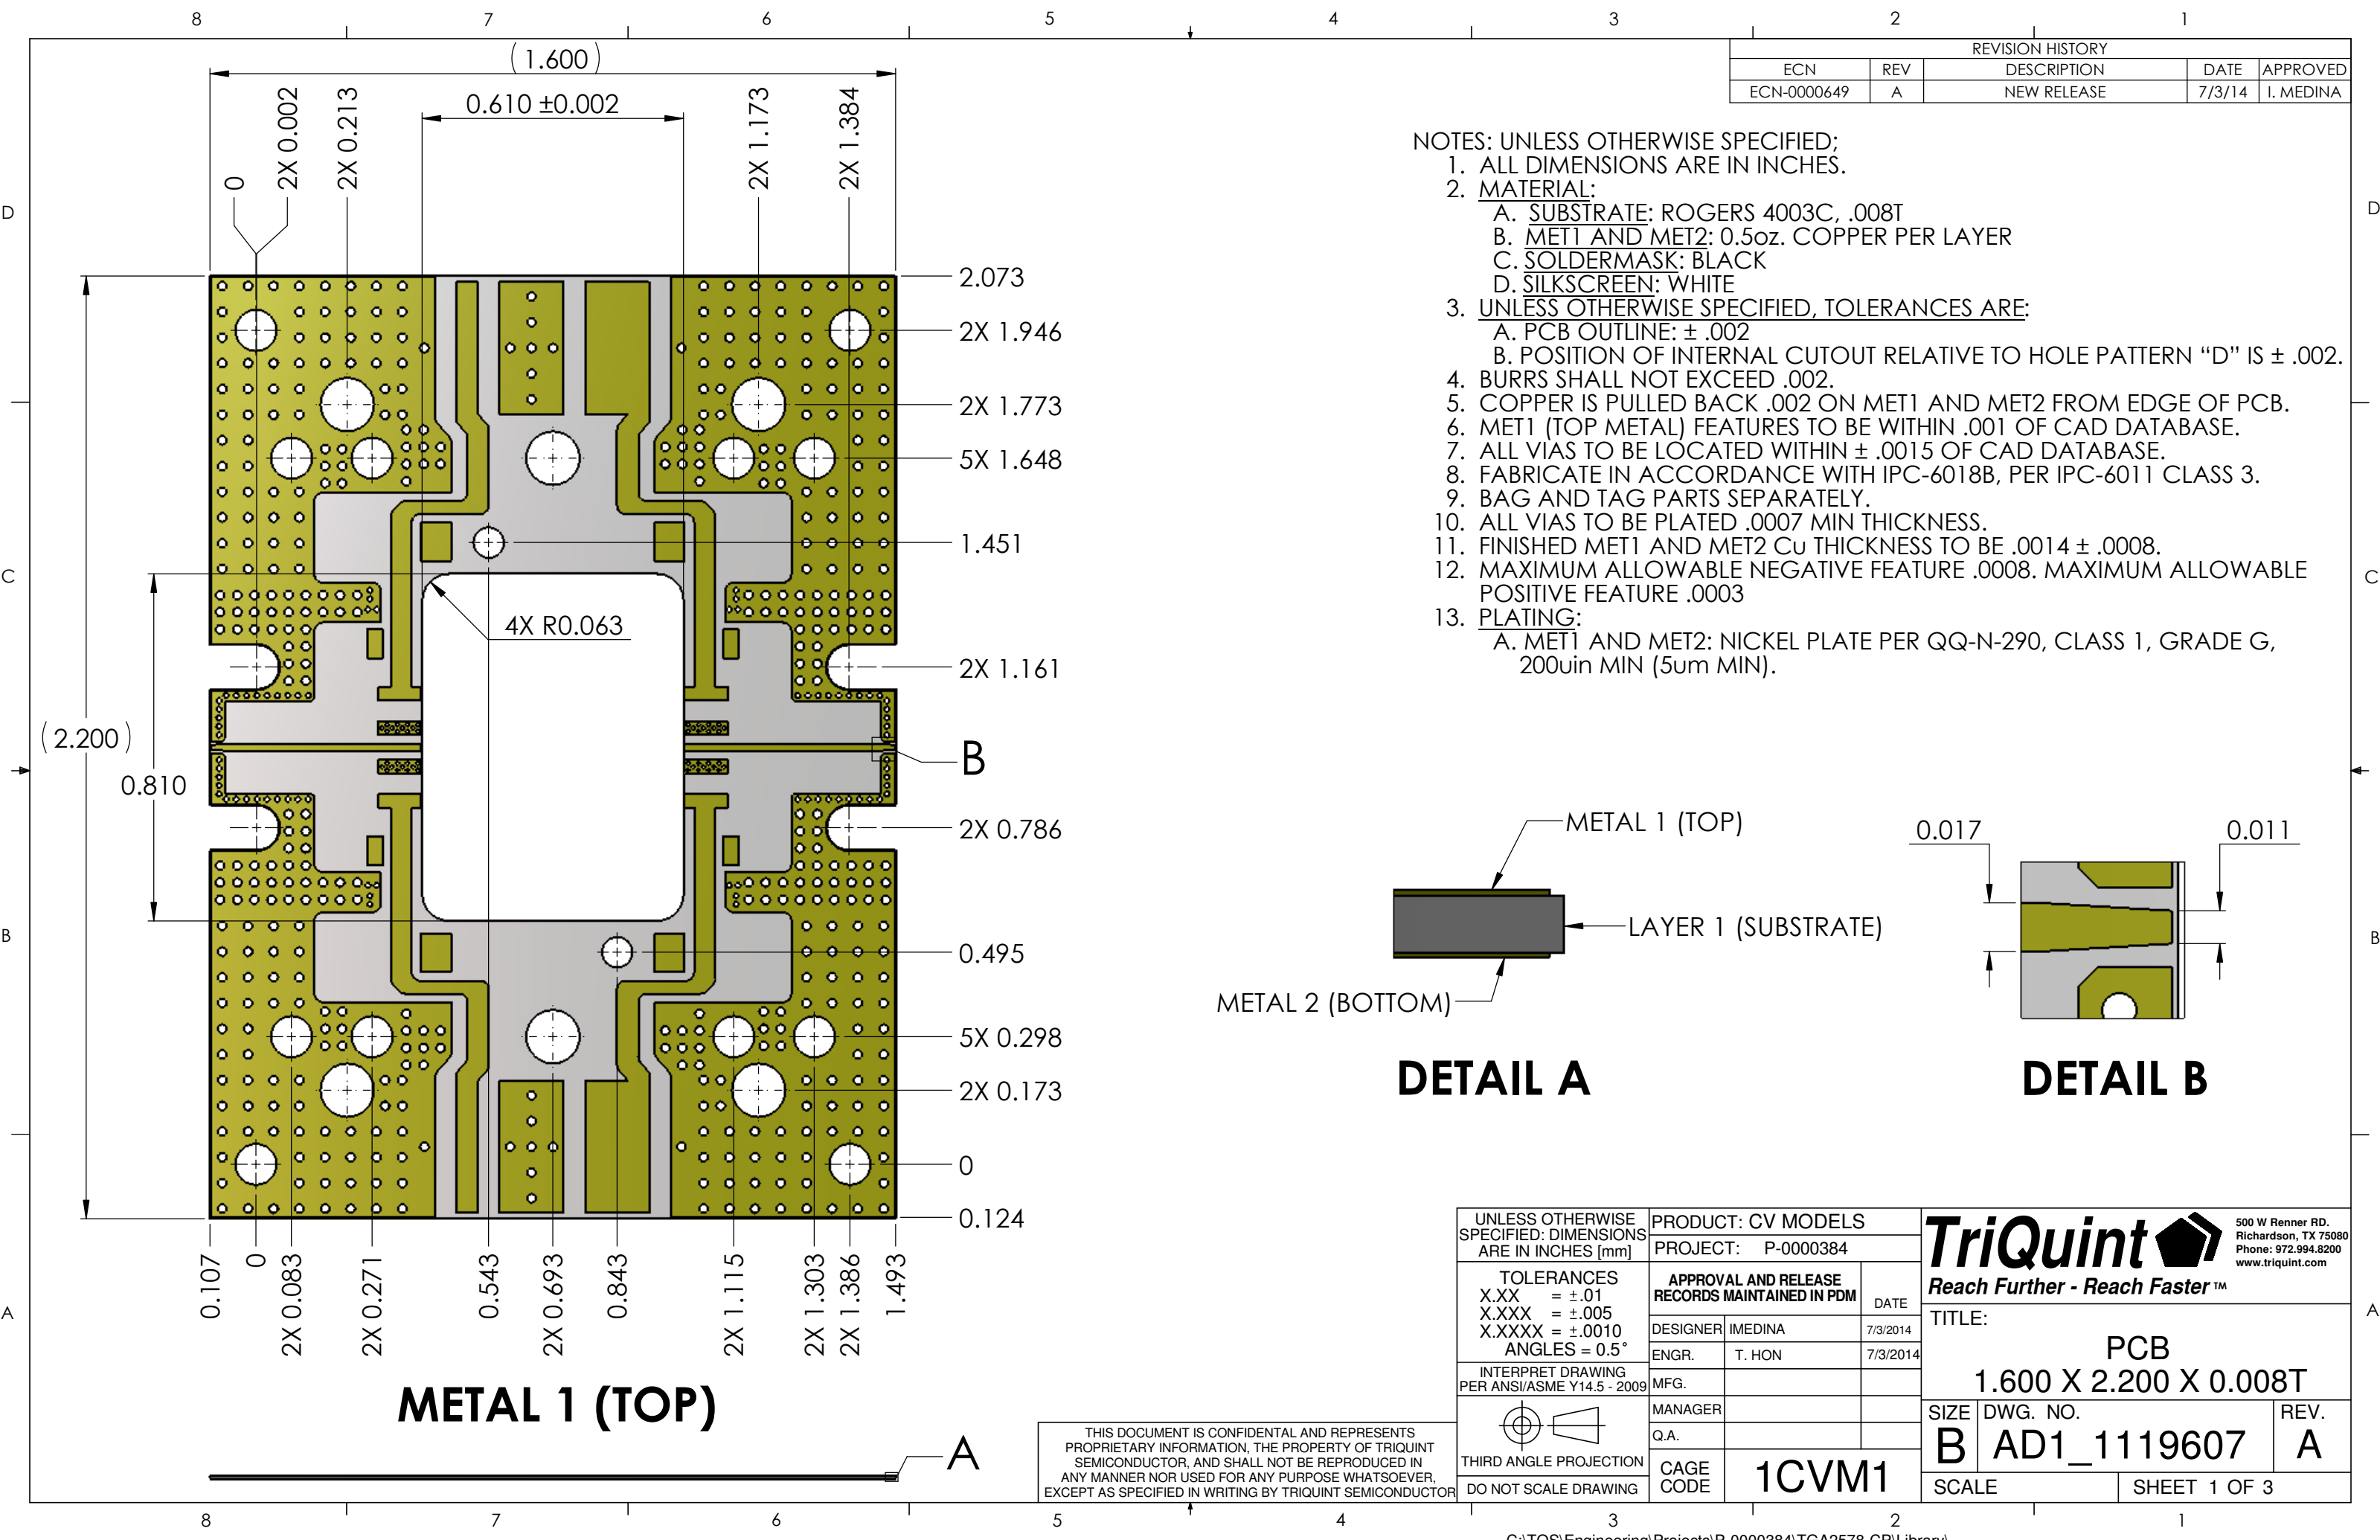 8 7 6 5 4 3 2 1
REVISION HISTORY
ECN REV DESCRIPTION DATE APPROVED
ECN-0000649 A NEW RELEASE 7/3/14 I. MEDINA
(1.600)
0.610 ±0.002
0
2X 0.002
2X 0.213
2X 1.173
2X 1.384
D
D
C
C
B
B
A
A
2.073
2X 1.946
2X 1.773
5X 1.648
1.451
4X R0.063
2X 1.161
(2.200)
B
0.810
2X 0.786
0.495
5X 0.298
2X 0.173
0
0.124
0.107
0
2X 0.083
2X 0.271
0.543
2X 0.693
0.843
2X 1.115
2X 1.303
2X 1.386
1.493
METAL 1 (TOP)
A
NOTES: UNLESS OTHERWISE SPECIFIED;
1. ALL DIMENSIONS ARE IN INCHES.
2. MATERIAL:
A. SUBSTRATE: ROGERS 4003C, .008T
B. MET1 AND MET2: 0.5oz. COPPER PER LAYER
C. SOLDERMASK: BLACK
D. SILKSCREEN: WHITE
3. UNLESS OTHERWISE SPECIFIED, TOLERANCES ARE:
A. PCB OUTLINE: ± .002
B. POSITION OF INTERNAL CUTOUT RELATIVE TO HOLE PATTERN “D” IS ± .002.
4. BURRS SHALL NOT EXCEED .002.
5. COPPER IS PULLED BACK .002 ON MET1 AND MET2 FROM EDGE OF PCB.
6. MET1 (TOP METAL) FEATURES TO BE WITHIN .001 OF CAD DATABASE.
7. ALL VIAS TO BE LOCATED WITHIN ± .0015 OF CAD DATABASE.
8. FABRICATE IN ACCORDANCE WITH IPC-6018B, PER IPC-6011 CLASS 3.
9. BAG AND TAG PARTS SEPARATELY.
10. ALL VIAS TO BE PLATED .0007 MIN THICKNESS.
11. FINISHED MET1 AND MET2 Cu THICKNESS TO BE .0014 ± .0008.
12. MAXIMUM ALLOWABLE NEGATIVE FEATURE .0008. MAXIMUM ALLOWABLE
POSITIVE FEATURE .0003
13. PLATING:
A. MET1 AND MET2: NICKEL PLATE PER QQ-N-290, CLASS 1, GRADE G,
200uin MIN (5um MIN).
METAL 1 (TOP)
LAYER 1 (SUBSTRATE)
METAL 2 (BOTTOM)
DETAIL A
0.017
0.011
DETAIL B
THIS DOCUMENT IS CONFIDENTAL AND REPRESENTS
PROPRIETARY INFORMATION, THE PROPERTY OF TRIQUINT
SEMICONDUCTOR, AND SHALL NOT BE REPRODUCED IN
ANY MANNER NOR USED FOR ANY PURPOSE WHATSOEVER,
EXCEPT AS SPECIFIED IN WRITING BY TRIQUINT SEMICONDUCTOR
UNLESS OTHERWISE
SPECIFIED: DIMENSIONS
ARE IN INCHES [mm]
TOLERANCES
X.XX = ±.01
X.XXX = ±.005
X.XXXX = ±.0010
ANGLES = 0.5°
INTERPRET DRAWING
PER ANSI/ASME Y14.5 - 2009
THIRD ANGLE PROJECTION
DO NOT SCALE DRAWING
PRODUCT: CV MODELS
PROJECT: P-0000384
APPROVAL AND RELEASE
RECORDS MAINTAINED IN PDM
DATE
DESIGNER IMEDINA 7/3/2014
ENGR. T. HON 7/3/2014
MFG.
MANAGER
Q.A.
CAGE
CODE
1CVM1
TriQuint
500 W Renner RD.
Richardson, TX 75080
Phone: 972.994.8200
www.triquint.com
Reach Further - Reach Faster TM
TITLE:
PCB
1.600 X 2.200 X 0.008T
SIZE DWG. NO. REV.
B AD1_1119607 A
SCALE SHEET 1 OF 3
8 7 6 5 4 3 2 1